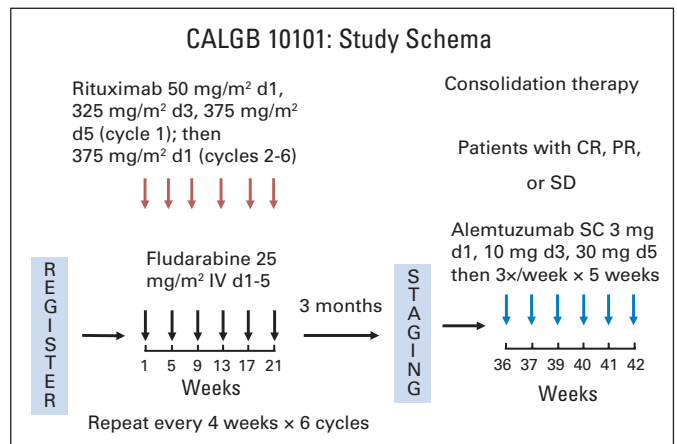 CALGB 10101: Study Schema
Rituximab 50 mg/m² d1,
325 mg/m² d3, 375 mg/m²
d5 (cycle 1); then
375 mg/m² d1 (cycles 2-6)
Consolidation therapy
Patients with CR, PR,
or SD
REGISTER
Fludarabine 25
mg/m² IV d1-5
1 5 9 13 17 21
Weeks
Repeat every 4 weeks × 6 cycles
3 months
STAGING
Alemtuzumab SC 3 mg
d1, 10 mg d3, 30 mg d5
then 3×/week × 5 weeks
36 37 39 40 41 42
Weeks